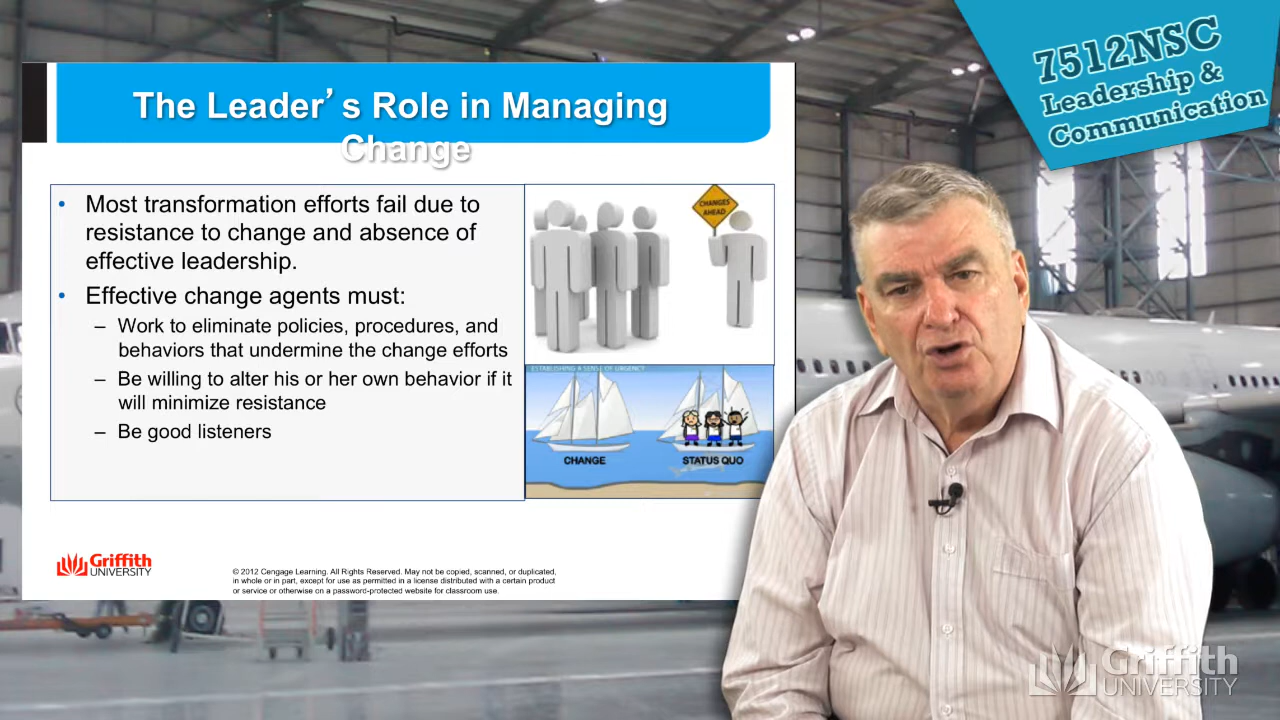 7512NSC
Leadership &
Communication
The Leader’s Role in Managing
Change
• Most transformation efforts fail due to
resistance to change and absence of
effective leadership.
• Effective change agents must:
– Work to eliminate policies, procedures, and
behaviors that undermine the change efforts
– Be willing to alter his or her own behavior if it
will minimize resistance
– Be good listeners
CHANGES
AHEAD
ESTABLISHING A SENSE OF URGENCY
CHANGE
STATUS QUO
Griffith
UNIVERSITY
© 2012 Cengage Learning. All Rights Reserved. May not be copied, scanned, or duplicated,
in whole or in part, except for use as permitted in a license distributed with a certain product
or service or otherwise on a password-protected website for classroom use.
Griffith
UNIVERSITY